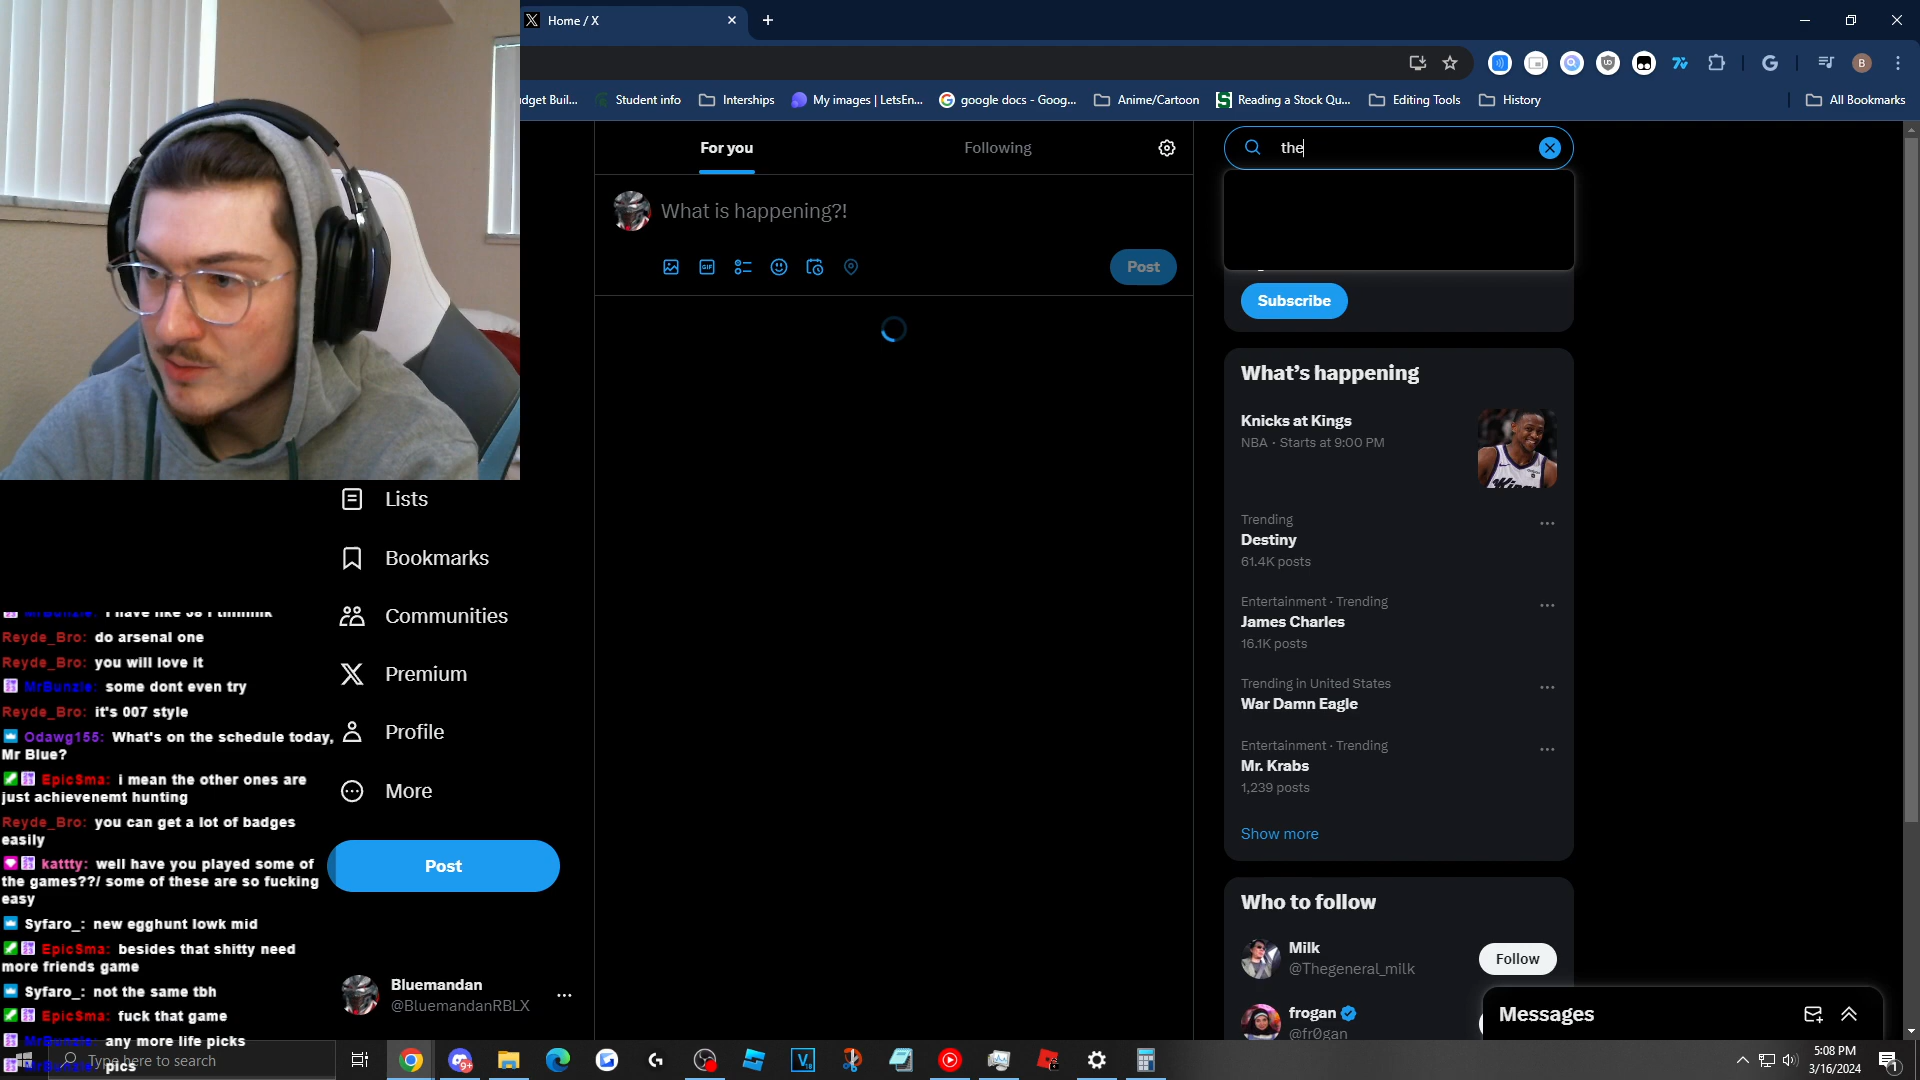 Home / X
dget Buil...
Student info
Interships
My images | LetsEn...
google docs - Goog...
Anime/Cartoon
Reading a Stock Qu...
Editing Tools
History
All Bookmarks
For you
Following
the
What is happening?!
GIF
Post
Subscribe
What's happening
Knicks at Kings
NBA · Starts at 9:00 PM
Trending
Destiny
61.4K posts
Entertainment · Trending
James Charles
16.1K posts
Trending in United States
War Damn Eagle
Entertainment · Trending
Mr. Krabs
1,239 posts
Show more
Who to follow
Milk
@Thegeneral_milk
Follow
frogan
@fr0gan
Messages
Lists
Bookmarks
Communities
Premium
Profile
More
Post
Bluemandan
@BluemandanRBLX
MrBunzie: i have like 38 i thinnk
Reyde_Bro: do arsenal one
Reyde_Bro: you will love it
MrBunzie: some dont even try
Reyde_Bro: it's 007 style
Odawg155: What's on the schedule today,
Mr Blue?
EpicSma: i mean the other ones are
just achievenemt hunting
Reyde_Bro: you can get a lot of badges
easily
kattty: well have you played some of
the games??/ some of these are so fucking
easy
Syfaro_: new egghunt lowk mid
EpicSma: besides that shitty need
more friends game
Syfaro_: not the same tbh
EpicSma: fuck that game
MrBunzie: any more life picks
MrBunzie: pics
Type here to search
5:08 PM
3/16/2024